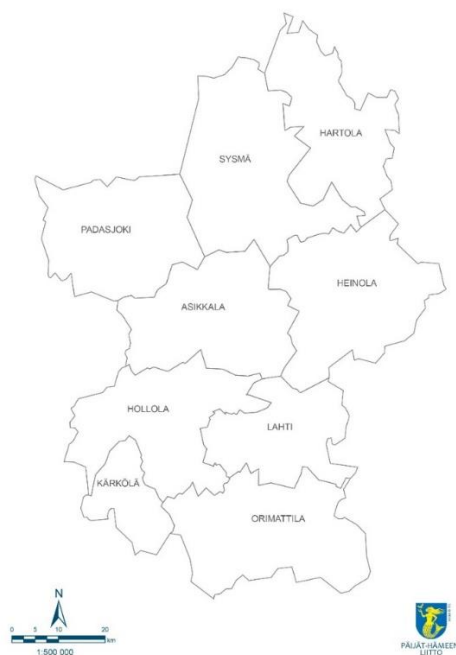 HARTOLA
SYSMÄ
PADASJOKI
HEINOLA
ASIKKALA
HOLLOLA
LAHTI
KÄRKÖLÄ
ORIMATTILA
N
0 5 10 20
km
1:500 000
PÄIJÄT-HÄMEEN
LIITTO